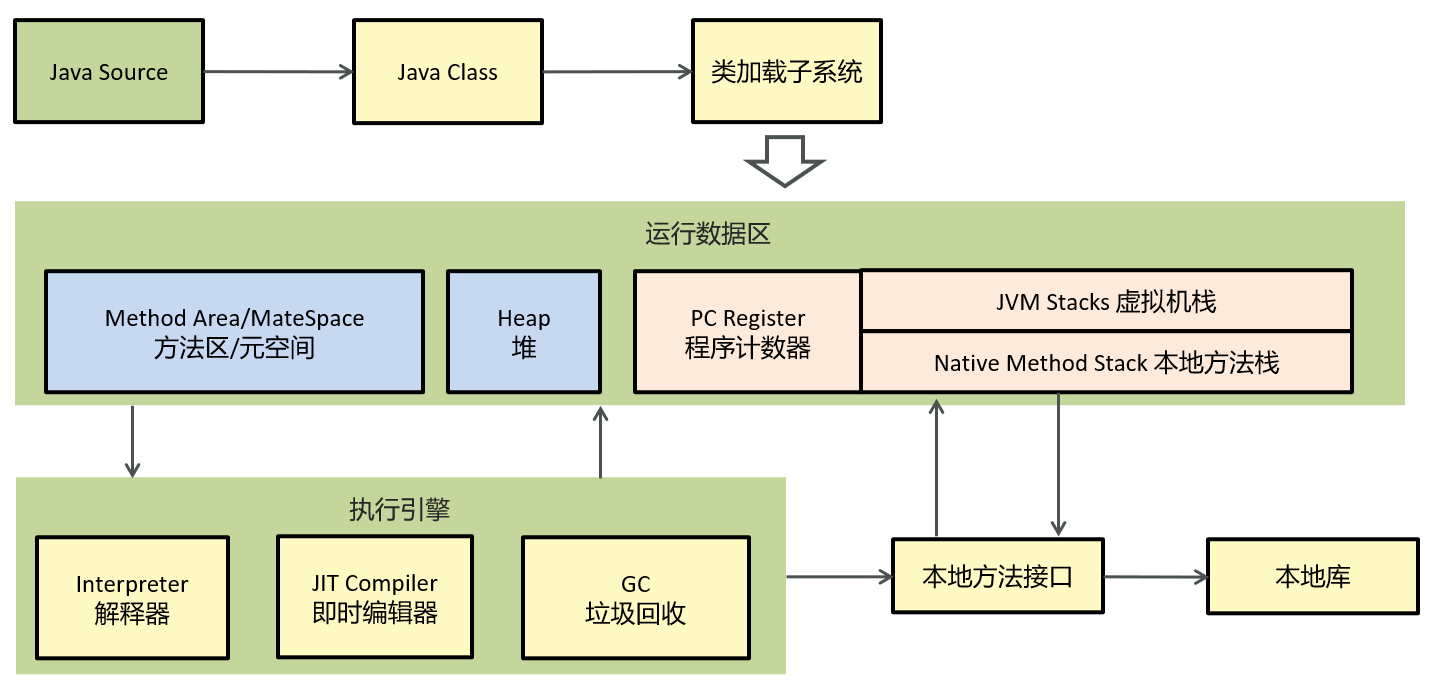 Java Source
Java Class
类加载子系统
运行数据区
Method Area/MateSpace
方法区/元空间
Heap
堆
PC Register
程序计数器
JVM Stacks 虚拟机栈
Native Method Stack 本地方法栈
执行引擎
Interpreter
解释器
JIT Compiler
即时编辑器
GC
垃圾回收
本地方法接口
本地库